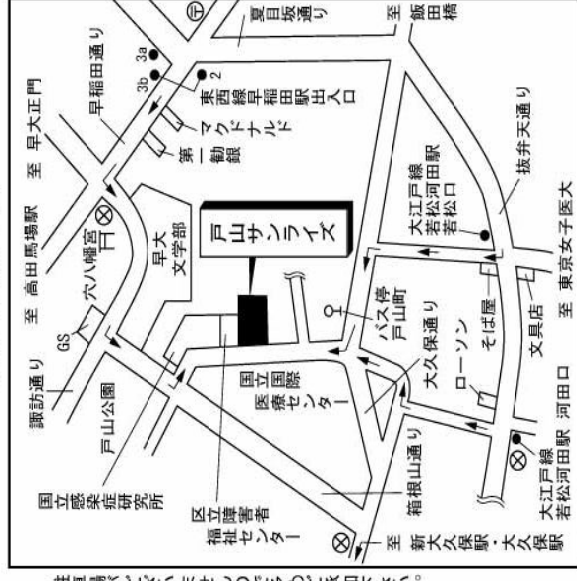 至 飯田橋
夏目坂通り
早稲田通り
3a
3b
2
東西線早稲田駅出入口
マクドナルド
第一勧銀
至 早大正門
至 高田馬場駅
穴八幡宮
早大
文学部
戸山サンライズ
GS
諏訪通り
戸山公園
国立感染症研究所
区立障害者
福祉センター
国立国際
医療センター
バス停
戸山町
大久保通り
箱根山通り
大江戸線
若松河田駅
若松口
抜弁天通り
そば屋
文具店
ローソン
至 東京女子医大
大江戸線
若松河田駅 河田口
至 新大久保駅・大久保駅